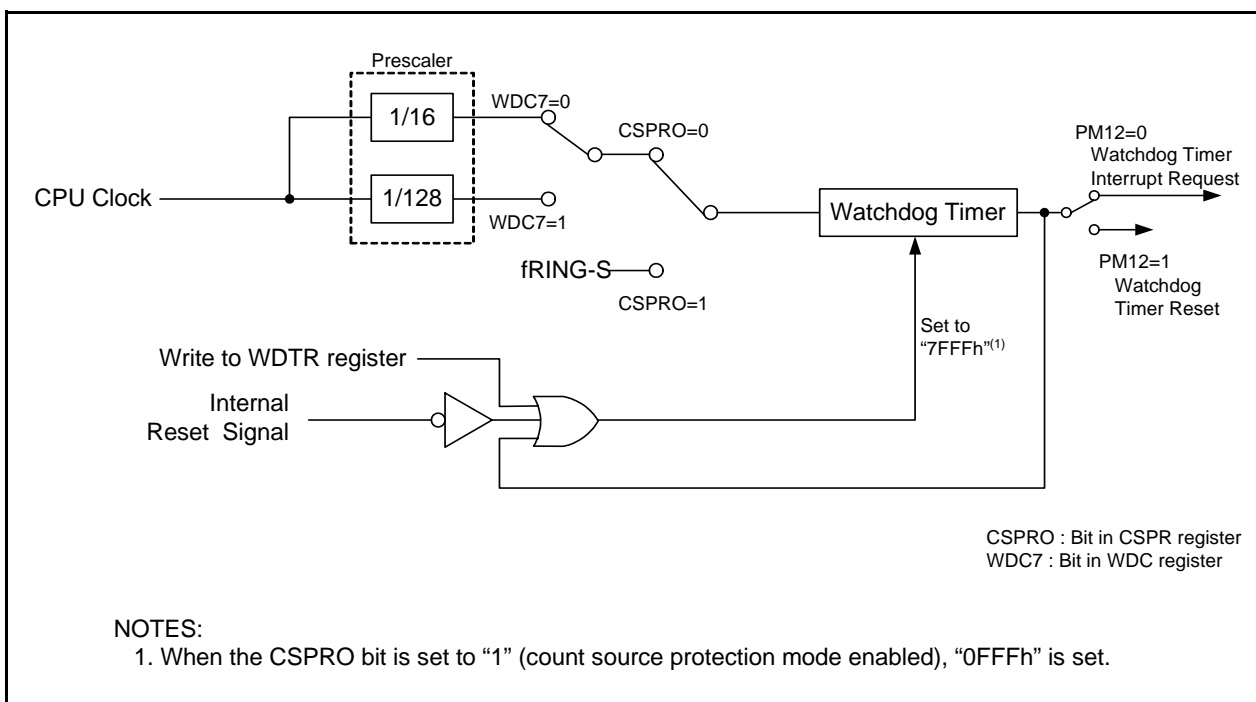 Prescaler
1/16
WDC7=0
CSPRO=0
PM12=0
Watchdog Timer
Interrupt Request
CPU Clock
1/128
WDC7=1
Watchdog Timer
fRING-S
CSPRO=1
PM12=1
Watchdog
Timer Reset
Set to
“7FFFh”(1)
Write to WDTR register
Internal
Reset Signal
CSPRO : Bit in CSPR register
WDC7 : Bit in WDC register
NOTES:
1. When the CSPRO bit is set to “1” (count source protection mode enabled), “0FFFh” is set.